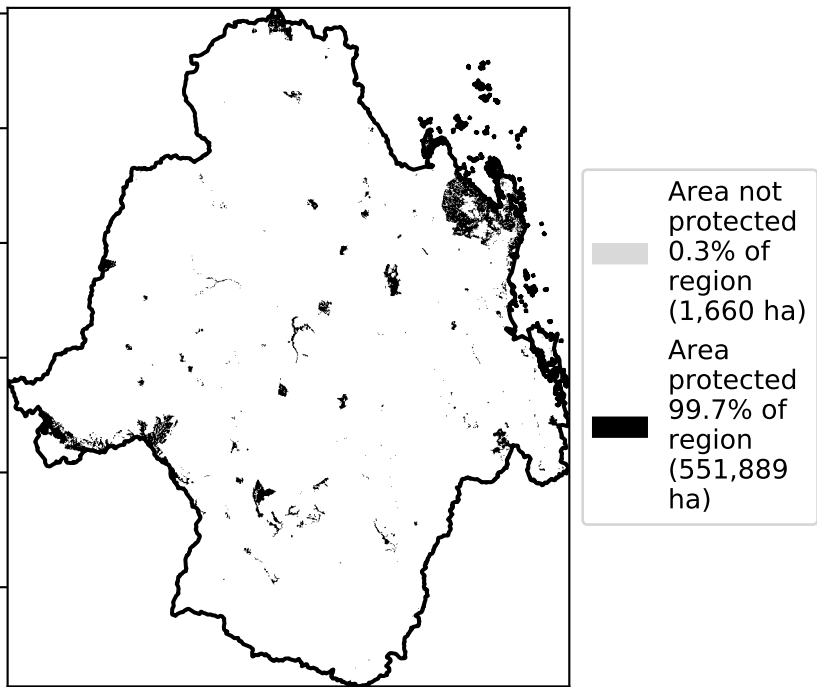 Area not
protected
0.3% of
region
(1,660 ha)
Area
protected
99.7% of
region
(551,889
ha)